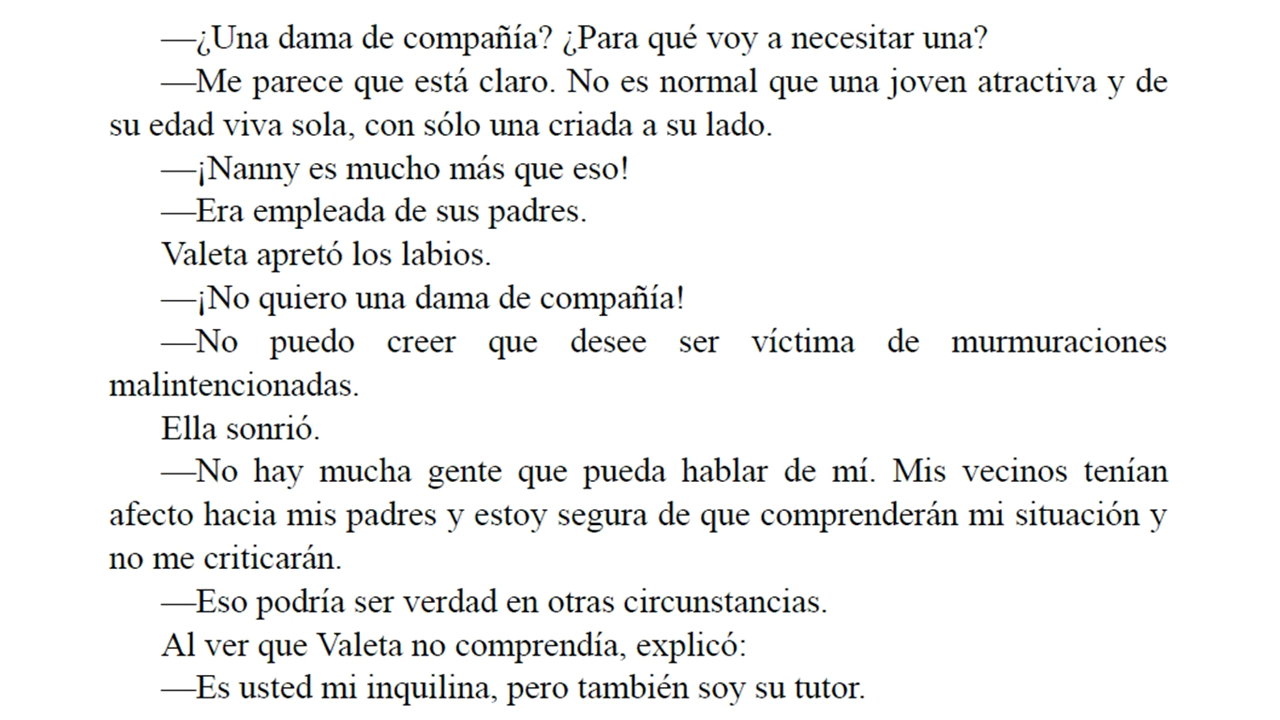 —¿Una dama de compañía? ¿Para qué voy a necesitar una?
—Me parece que está claro. No es normal que una joven atractiva y de
su edad viva sola, con sólo una criada a su lado.
—¡Nanny es mucho más que eso!
—Era empleada de sus padres.
Valeta apretó los labios.
—¡No quiero una dama de compañía!
—No puedo creer que desee ser víctima de murmuraciones
malintencionadas.
Ella sonrió.
—No hay mucha gente que pueda hablar de mí. Mis vecinos tenían
afecto hacia mis padres y estoy segura de que comprenderán mi situación y
no me criticarán.
—Eso podría ser verdad en otras circunstancias.
Al ver que Valeta no comprendía, explicó:
—Es usted mi inquilina, pero también soy su tutor.